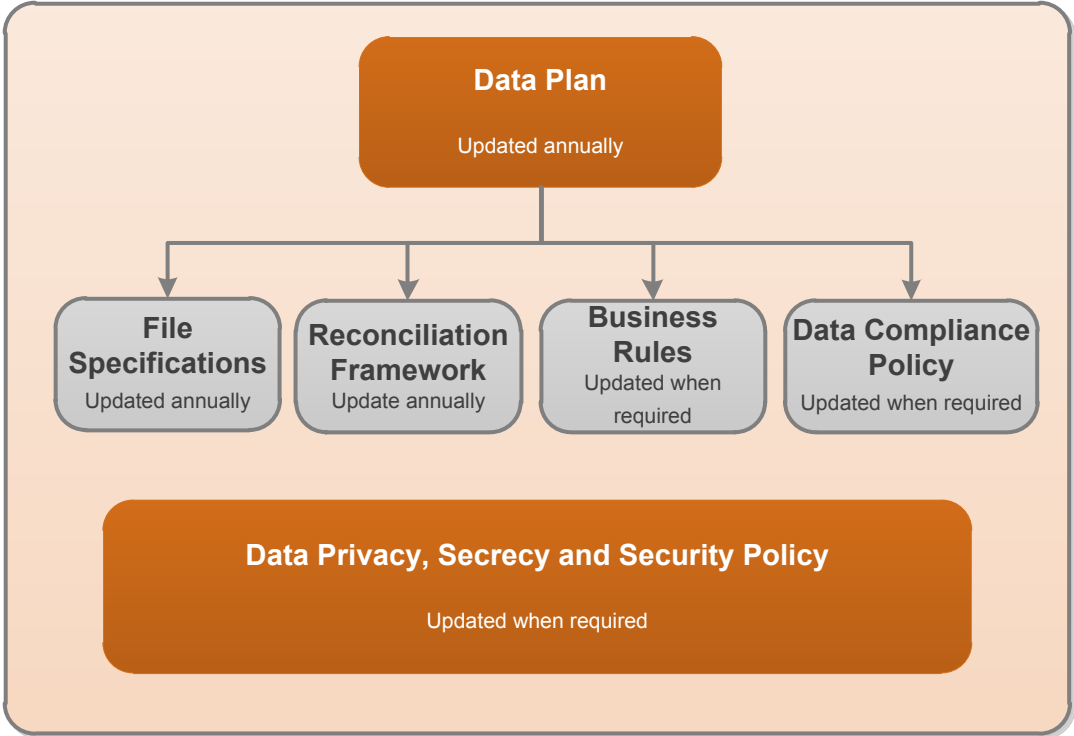 Data Plan
Updated annually
File
Specifications
Updated annually
Reconciliation
Framework
Update annually
Business
Rules
Updated when
required
Data Compliance
Policy
Updated when required
Data Privacy, Secrecy and Security Policy
Updated when required